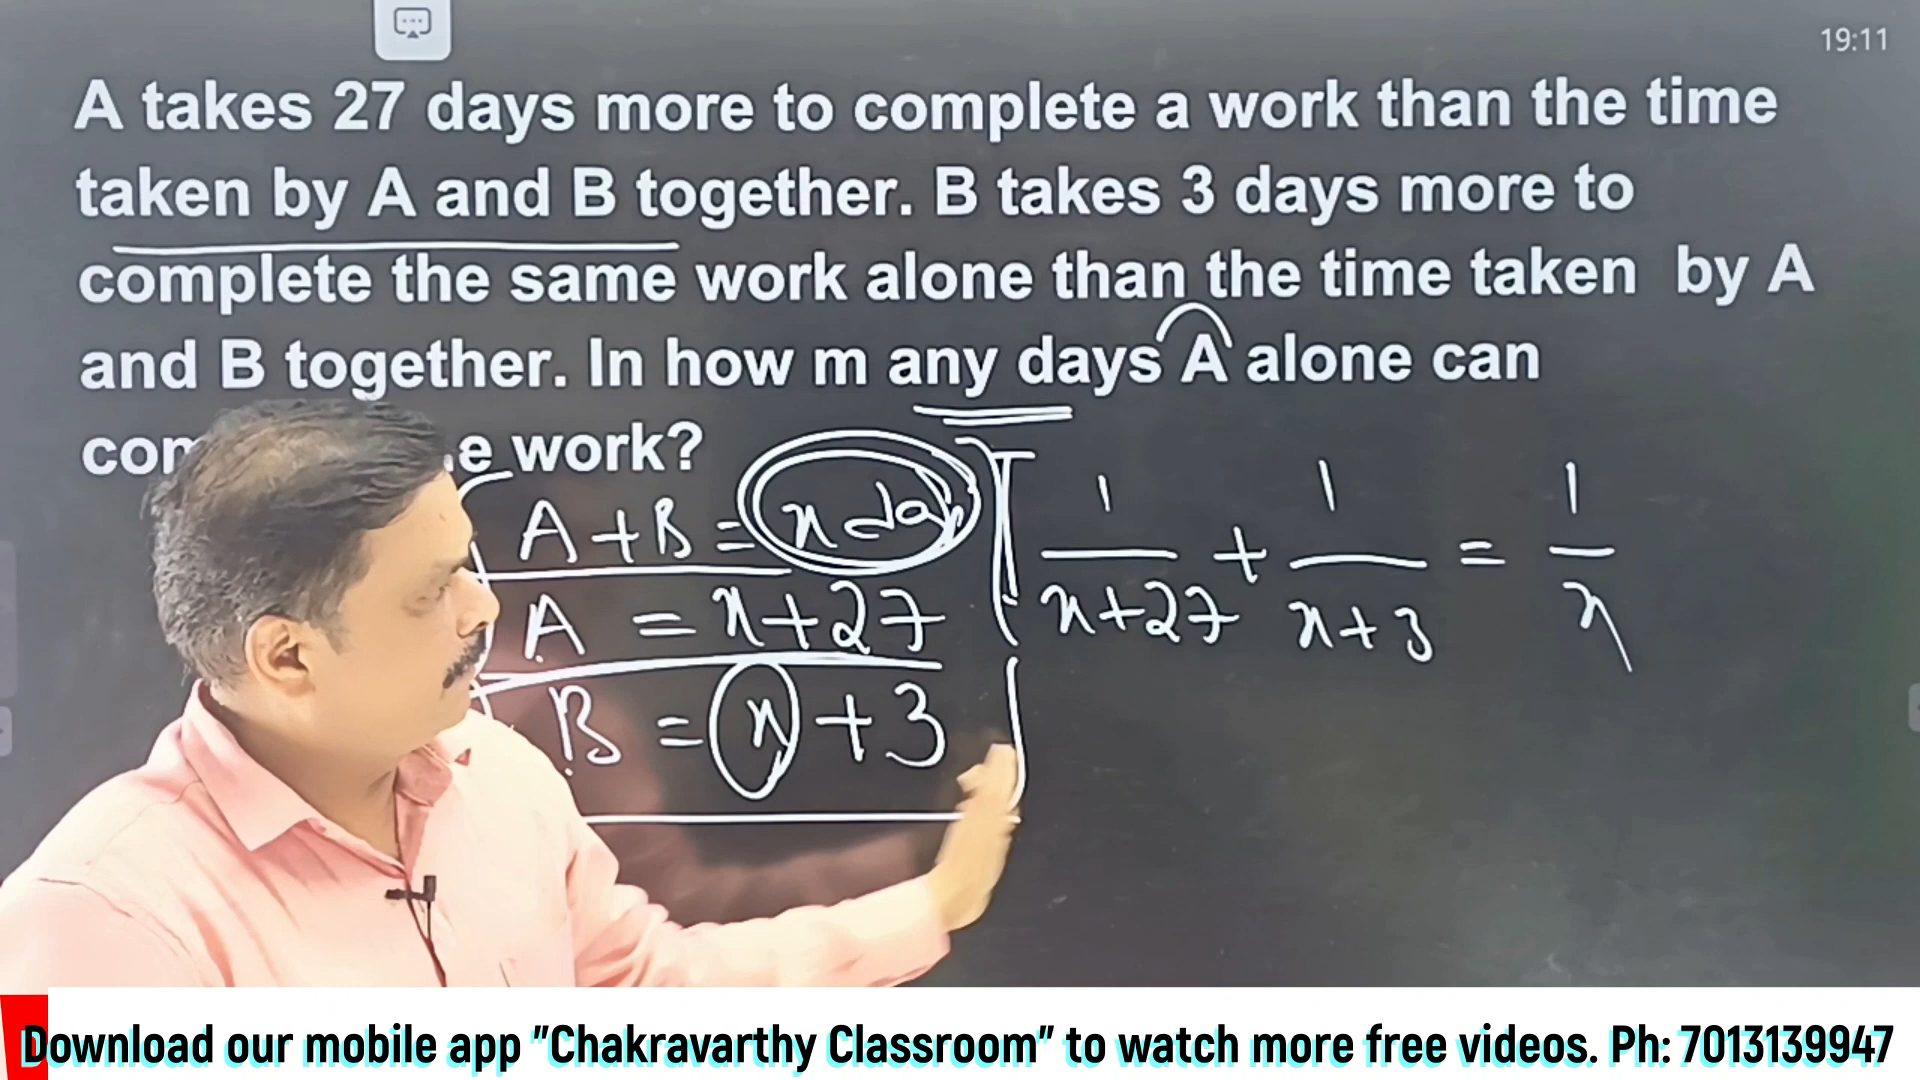 19:11
A takes 27 days more to complete a work than the time
taken by A and B together. B takes 3 days more to
complete the same work alone than the time taken by A
and B together. In how m any days A alone can
com e work?
A + B = x day
A = x + 27
B = x + 3
1/(x+27) + 1/(x+3) = 1/x
Download our mobile app "Chakravarthy Classroom" to watch more free videos. Ph: 7013139947